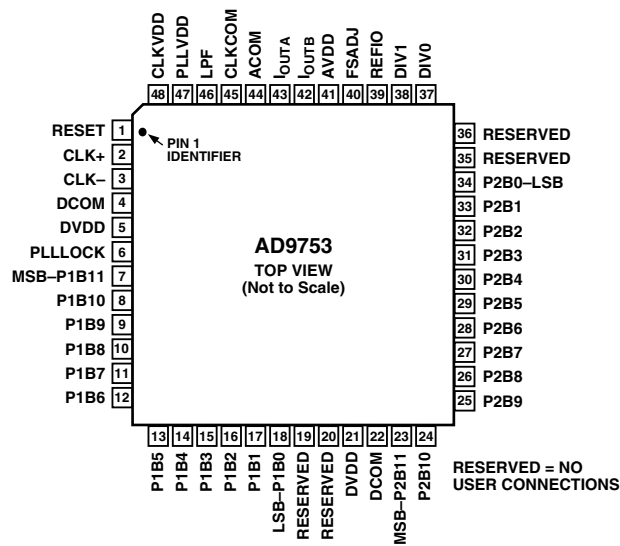 CLKVDD
PLLVDD
LPF
CLKCOM
ACOM
IOUTA
IOUTB
AVDD
FSADJ
REFIO
DIV1
DIV0
48 47 46 45 44 43 42 41 40 39 38 37
RESET 1
CLK+ 2
CLK– 3
DCOM 4
DVDD 5
PLLLOCK 6
MSB–P1B11 7
P1B10 8
P1B9 9
P1B8 10
P1B7 11
P1B6 12
PIN 1
IDENTIFIER
AD9753
TOP VIEW
(Not to Scale)
36 RESERVED
35 RESERVED
34 P2B0–LSB
33 P2B1
32 P2B2
31 P2B3
30 P2B4
29 P2B5
28 P2B6
27 P2B7
26 P2B8
25 P2B9
13 14 15 16 17 18 19 20 21 22 23 24
P1B5
P1B4
P1B3
P1B2
P1B1
LSB–P1B0
RESERVED
RESERVED
DVDD
DCOM
MSB–P2B11
P2B10
RESERVED = NO
USER CONNECTIONS